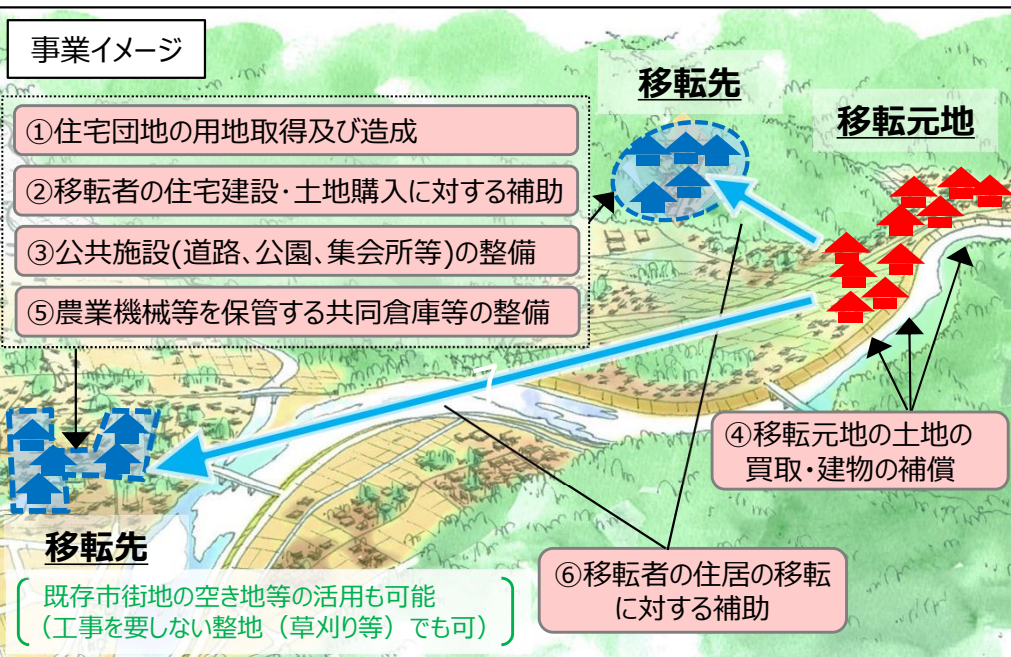 事業イメージ
移転先
移転元地
①住宅団地の用地取得及び造成
②移転者の住宅建設・土地購入に対する補助
③公共施設(道路、公園、集会所等)の整備
⑤農業機械等を保管する共同倉庫等の整備
④移転元地の土地の
買取・建物の補償
移転先
既存市街地の空き地等の活用も可能
（工事を要しない整地（草刈り等）でも可）
⑥移転者の住居の移転
に対する補助